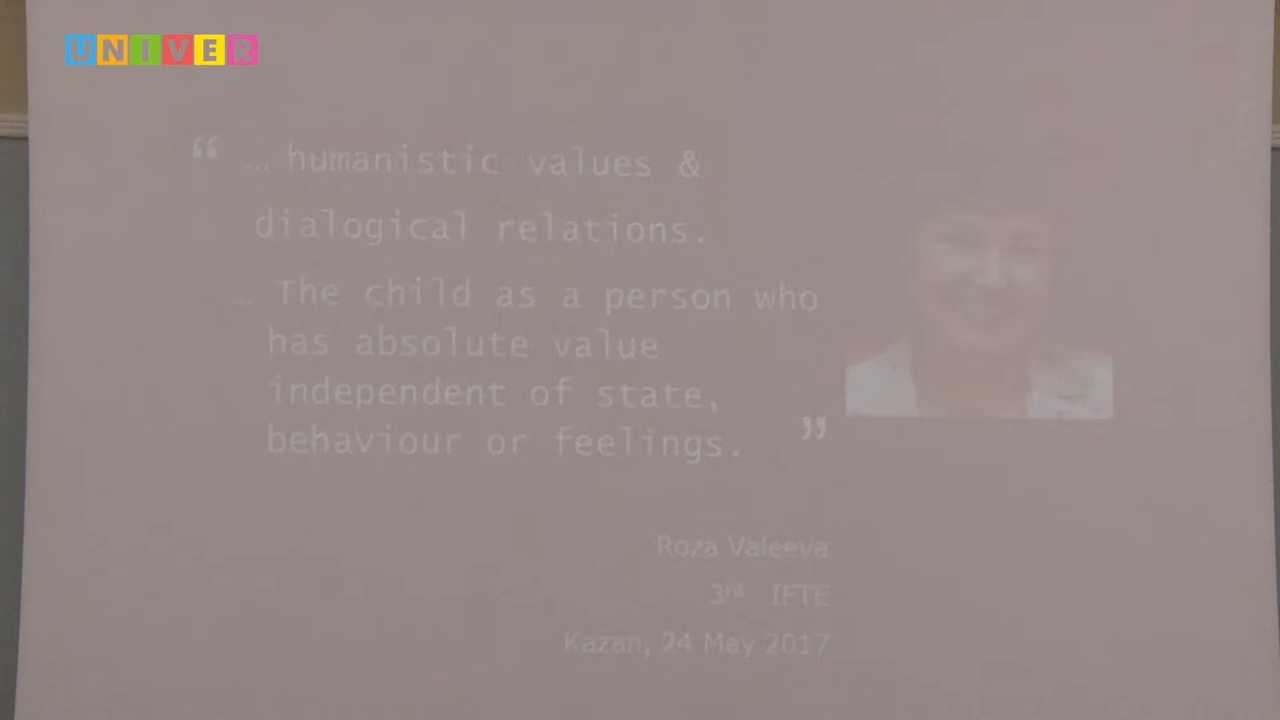 UNIVER
“ … humanistic values &
dialogical relations.
… The child as a person who
has absolute value
independent of state,
behaviour or feelings. ”
Roza Valeeva
3rd IFTE
Kazan, 24 May 2017